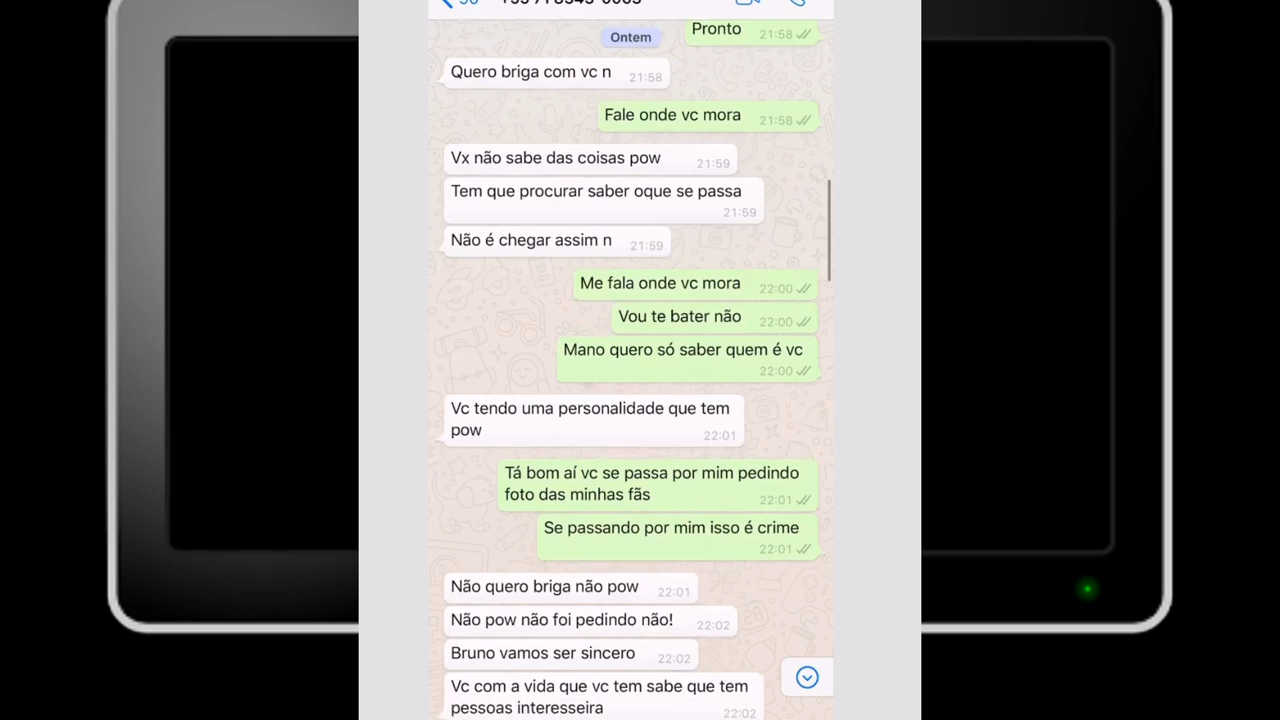 Pronto 21:58
Ontem
Quero briga com vc n 21:58
Fale onde vc mora 21:58
Vx não sabe das coisas pow 21:59
Tem que procurar saber oque se passa
21:59
Não é chegar assim n 21:59
Me fala onde vc mora 22:00
Vou te bater não 22:00
Mano quero só saber quem é vc
22:00
Vc tendo uma personalidade que tem
pow 22:01
Tá bom aí vc se passa por mim pedindo
foto das minhas fãs 22:01
Se passando por mim isso é crime
22:01
Não quero briga não pow 22:01
Não pow não foi pedindo não! 22:02
Bruno vamos ser sincero 22:02
Vc com a vida que vc tem sabe que tem
pessoas interesseira 22:02